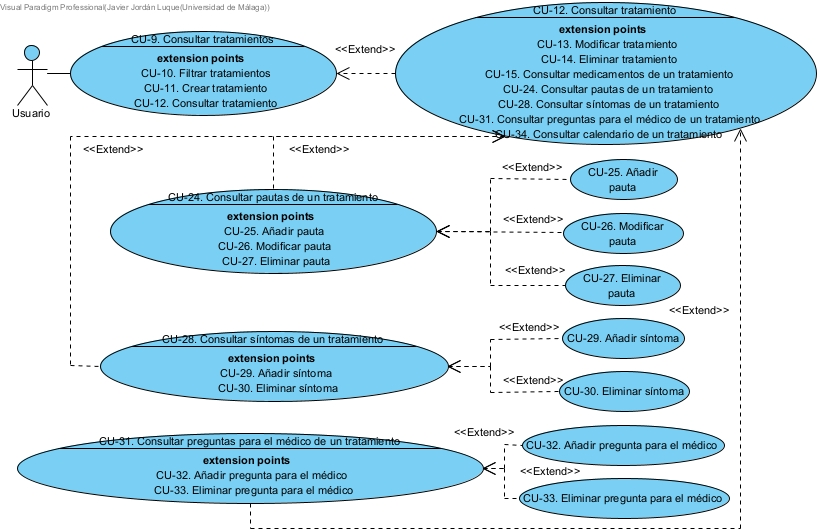 Visual Paradigm Professional(Javier Jordán Luque(Universidad de Málaga))
CU-12. Consultar tratamiento
extension points
CU-13. Modificar tratamiento
CU-14. Eliminar tratamiento
CU-15. Consultar medicamentos de un tratamiento
CU-24. Consultar pautas de un tratamiento
CU-28. Consultar síntomas de un tratamiento
CU-31. Consultar preguntas para el médico de un tratamiento
CU-34. Consultar calendario de un tratamiento
CU-9. Consultar tratamientos
extension points
CU-10. Filtrar tratamientos
CU-11. Crear tratamiento
CU-12. Consultar tratamiento
<<Extend>>
Usuario
<<Extend>>
<<Extend>>
CU-24. Consultar pautas de un tratamiento
extension points
CU-25. Añadir pauta
CU-26. Modificar pauta
CU-27. Eliminar pauta
<<Extend>>
CU-25. Añadir
pauta
<<Extend>>
CU-26. Modificar
pauta
<<Extend>>
CU-27. Eliminar
pauta
<<Extend>>
CU-28. Consultar síntomas de un tratamiento
extension points
CU-29. Añadir síntoma
CU-30. Eliminar síntoma
<<Extend>>
CU-29. Añadir síntoma
<<Extend>>
CU-30. Eliminar síntoma
CU-31. Consultar preguntas para el médico de un tratamiento
extension points
CU-32. Añadir pregunta para el médico
CU-33. Eliminar pregunta para el médico
<<Extend>>
CU-32. Añadir pregunta para el médico
<<Extend>>
CU-33. Eliminar pregunta para el médico